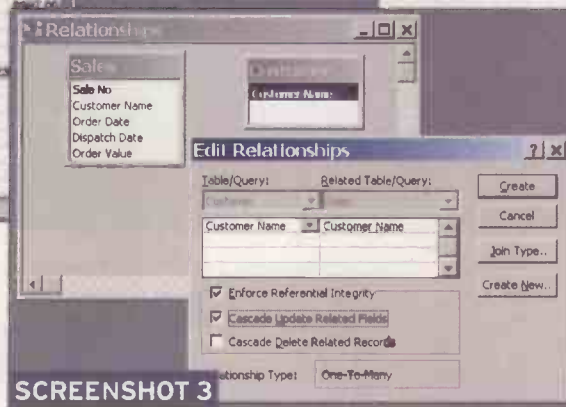 Relationships
Sales
Sale No
Customer Name
Order Date
Dispatch Date
Order Value
Customer
Customer Name
Edit Relationships
Table/Query: Related Table/Query:
Customer
Customer Name Customer Name
Enforce Referential Integrity
Cascade Update Related Fields
Cascade Delete Related Records
Relationship Type: One-To-Many
Create
Cancel
Join Type..
Create New..
SCREENSHOT 3